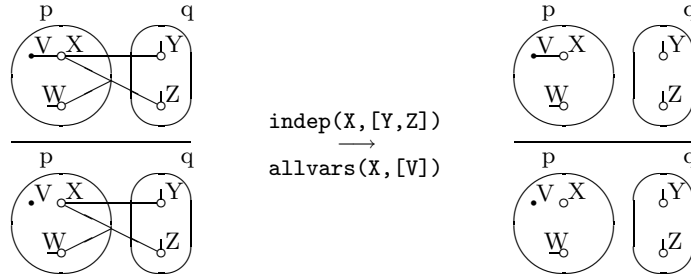 p q
V X Y
W Z
p q
V X Y
W Z
indep(X,[Y,Z])
⟶
allvars(X,[V])
p q
V X Y
W Z
p q
V X Y
W Z